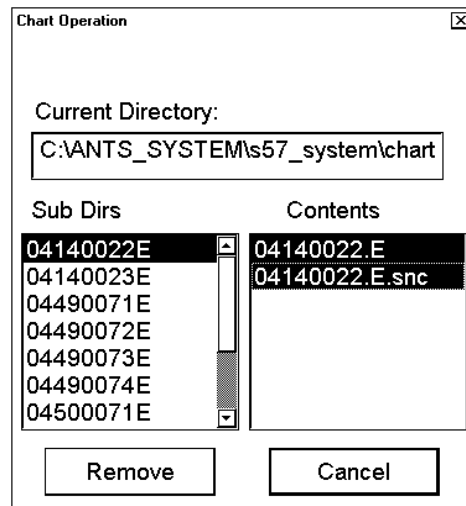 Chart Operation
Current Directory:
C:\ANTS_SYSTEM\s57_system\chart
Sub Dirs
04140022E
04140023E
04490071E
04490072E
04490073E
04490074E
04500071E
Contents
04140022.E
04140022.E.snc
Remove
Cancel